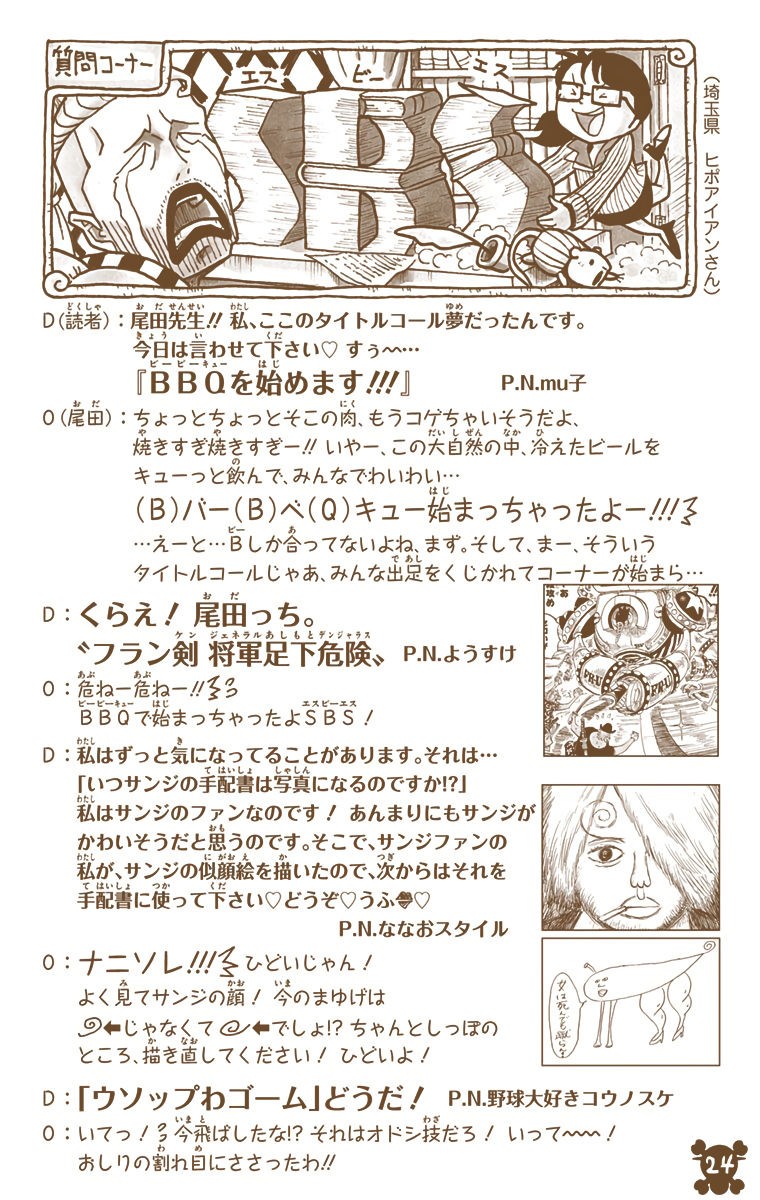 質問コーナー
エス ビー エス
(埼玉県 ヒポアイアンさん)
D(読者):尾田先生!! 私、ここのタイトルコール夢だったんです。
今日は言わせて下さい♡ すぅ〜…
『BBQを始めます!!!』 P.N.mu子
O(尾田):ちょっとちょっとそこの肉、もうコゲちゃいそうだよ、
焼きすぎ焼きすぎー!! いやー、この大自然の中、冷えたビールを
キューっと飲んで、みんなでわいわい…
(B)バー(B)ベ(Q)キュー始まっちゃったよー!!!
…えーと…Bしか合ってないよね、まず。そして、まー、そういう
タイトルコールじゃあ、みんな出足をくじかれてコーナーが始まら…
D:くらえ! 尾田っち。
〝フラン剣 将軍足下危険〟 P.N.ようすけ
O:危ねー危ねー!!
BBQで始まっちゃったよSBS!
D:私はずっと気になってることがあります。それは…
「いつサンジの手配書は写真になるのですか!?」
私はサンジのファンなのです! あんまりにもサンジが
かわいそうだと思うのです。そこで、サンジファンの
私が、サンジの似顔絵を描いたので、次からはそれを
手配書に使って下さい♡どうぞ♡うふ♡
P.N.ななおスタイル
O:ナニソレ!!! ひどいじゃん!
よく見てサンジの顔! 今のまゆげは
⬅じゃなくて⬅でしょ!? ちゃんとしっぽの
ところ、描き直してください! ひどいよ!
女は死んでも蹴らな
D:「ウソップわゴーム」どうだ! P.N.野球大好きコウノスケ
O:いてっ! 今飛ばしたな!? それはオドシ技だろ! いって〜〜!
おしりの割れ目にささったわ!!
24